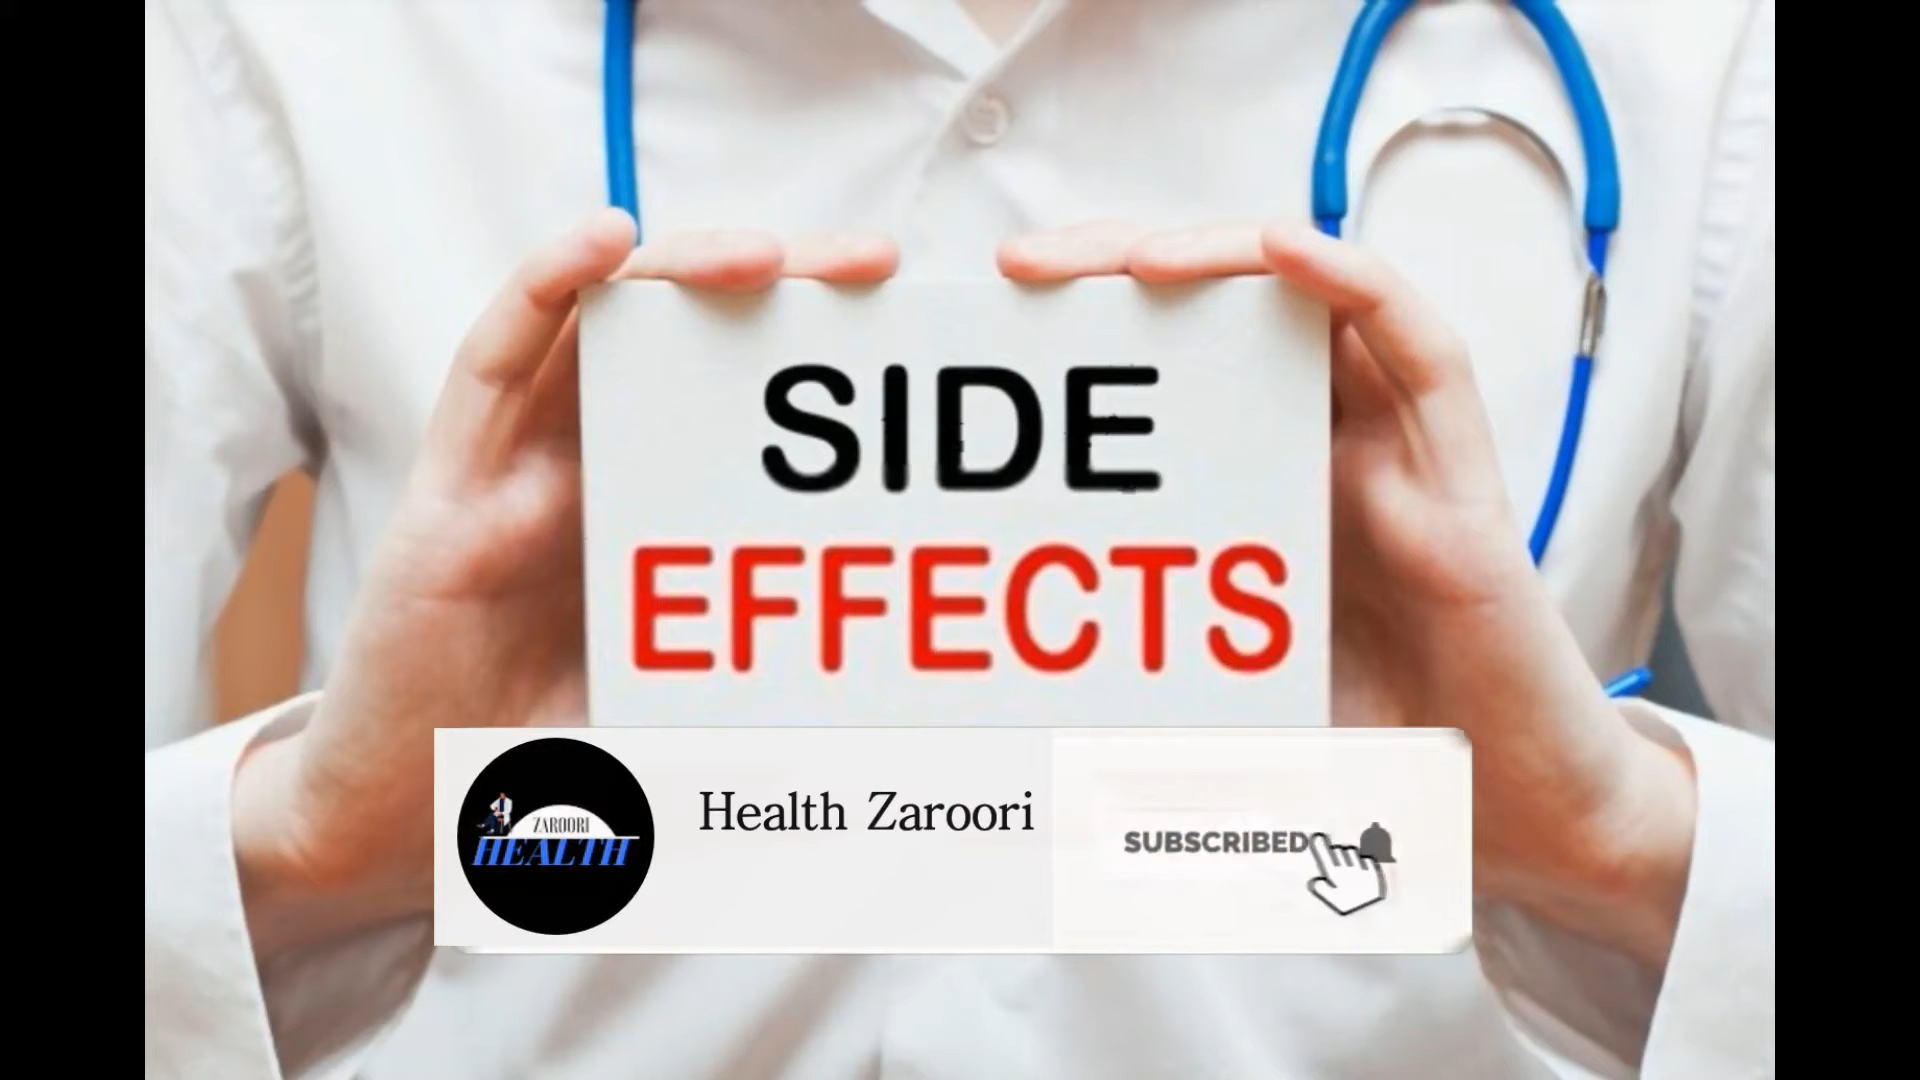 SIDE
EFFECTS
ZAROORI
HEALTH
Health Zaroori
SUBSCRIBED